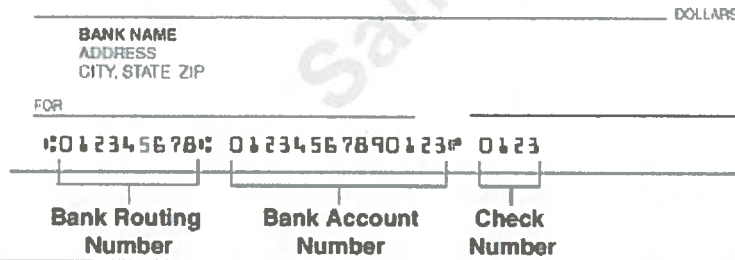 DOLLARS
BANK NAME
ADDRESS
CITY, STATE ZIP
FOR
⑆012345678⑆ 01234567890123⑈ 0123
Bank Routing Number
Bank Account Number
Check Number